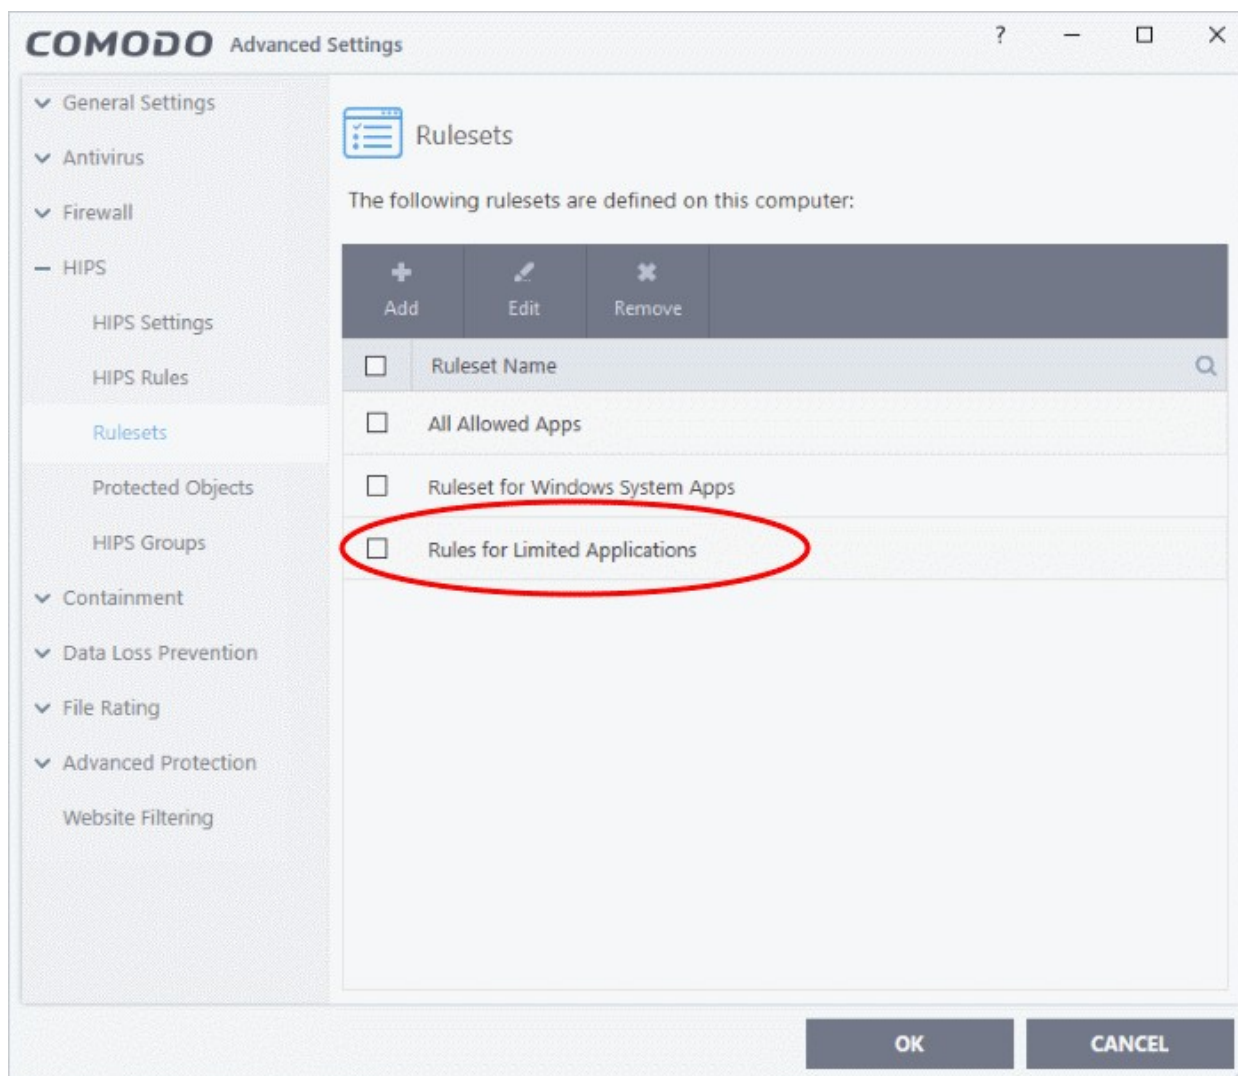 COMODO Advanced Settings ?
General Settings
Antivirus
Firewall
HIPS
HIPS Settings
HIPS Rules
Rulesets
Protected Objects
HIPS Groups
Containment
Data Loss Prevention
File Rating
Advanced Protection
Website Filtering
Rulesets
The following rulesets are defined on this computer:
Add Edit Remove
Ruleset Name
All Allowed Apps
Ruleset for Windows System Apps
Rules for Limited Applications
OK CANCEL